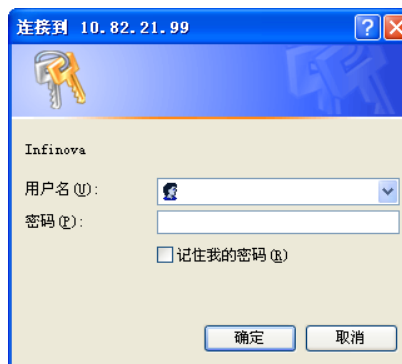 连接到 10.82.21.99
Infinova
用户名(U):
密码(P):
记住我的密码(R)
确定 取消